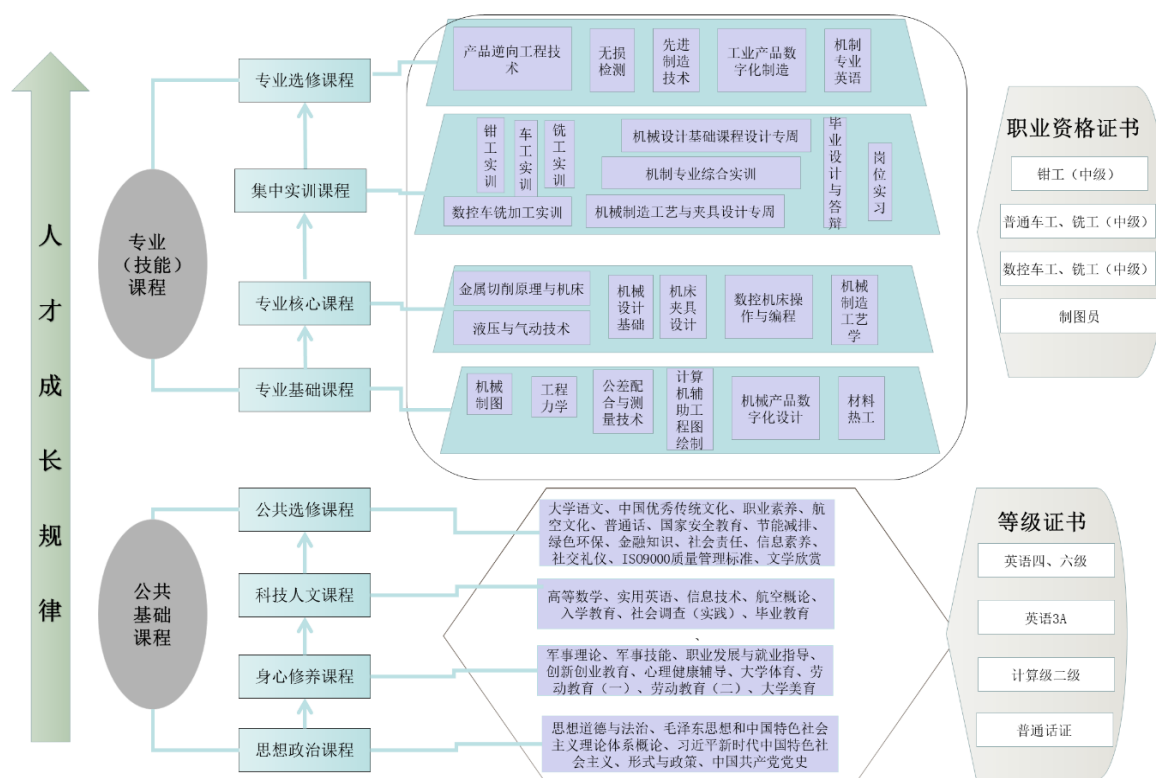 人才成长规律
专业
（技能）
课程
公共
基础
课程
专业选修课程
集中实训课程
专业核心课程
专业基础课程
公共选修课程
科技人文课程
身心修养课程
思想政治课程
产品逆向工程技
术
无损
检测
先进
制造
技术
工业产品数
字化制造
机制
专业
英语
钳工实训
车工实训
铣工实训
机械设计基础课程设计专周
机制专业综合实训
数控车铣加工实训
机械制造工艺与夹具设计专周
毕业设计与答辩
岗位实习
金属切削原理与机床
液压与气动技术
机械
设计
基础
机床
夹具
设计
数控机床操
作与编程
机械
制造
工艺
学
机械
制图
工程
力学
公差配
合与测
量技术
计算
机辅
助工
程图
绘制
机械产品数
字化设计
材料
热工
大学语文、中国优秀传统文化、职业素养、航
空文化、普通话、国家安全教育、节能减排、
绿色环保、金融知识、社会责任、信息素养、
社交礼仪、ISO9000质量管理标准、文学欣赏
高等数学、实用英语、信息技术、航空概论、
入学教育、社会调查（实践）、毕业教育
、
军事理论、军事技能、职业发展与就业指导、
创新创业教育、心理健康辅导、大学体育、劳
动教育（一）、劳动教育（二）、大学美育
思想道德与法治、毛泽东思想和中国特色社会
主义理论体系概论、习近平新时代中国特色社
会主义、形式与政策、中国共产党党史
职业资格证书
钳工（中级）
普通车工、铣工（中级）
数控车工、铣工（中级）
制图员
等级证书
英语四、六级
英语3A
计算级二级
普通话证